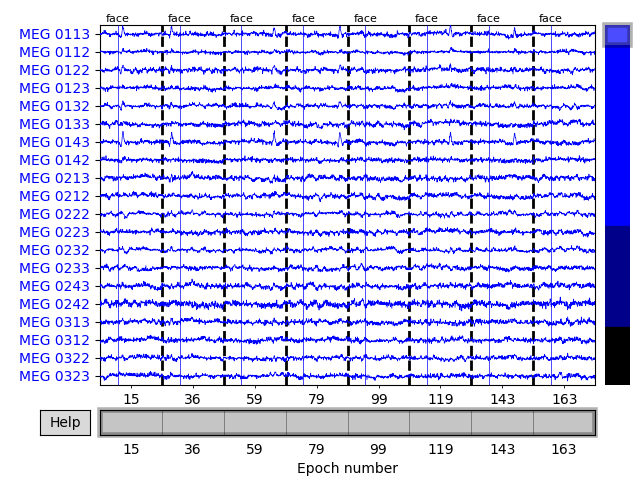 face face face face face face face face
MEG 0113
MEG 0112
MEG 0122
MEG 0123
MEG 0132
MEG 0133
MEG 0143
MEG 0142
MEG 0213
MEG 0212
MEG 0222
MEG 0223
MEG 0232
MEG 0233
MEG 0243
MEG 0242
MEG 0313
MEG 0312
MEG 0322
MEG 0323
15 36 59 79 99 119 143 163
Help
15 36 59 79 99 119 143 163
Epoch number